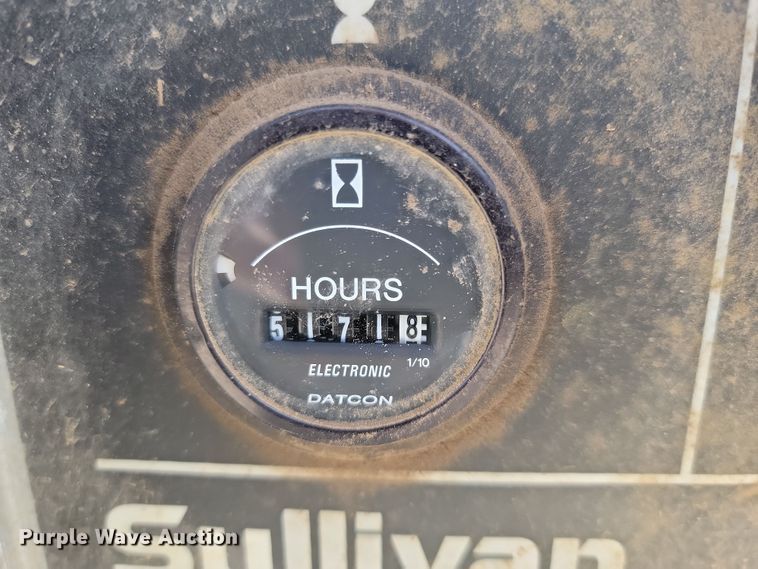 HOURS
5 1 7 1 8
1/10
ELECTRONIC
DATCON
Sullivan
Purple Wave Auction